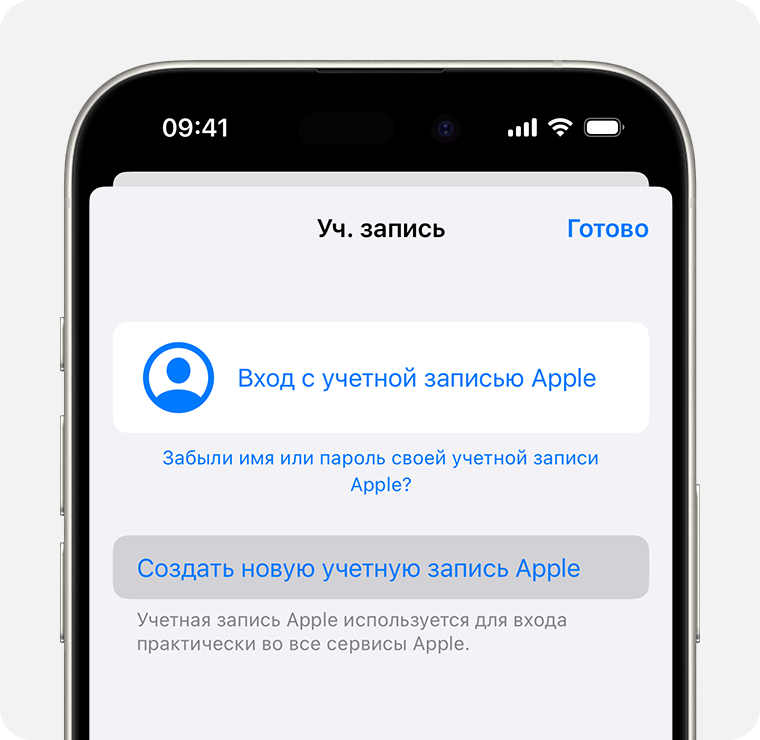 09:41
Уч. запись
Готово
Вход с учетной записью Apple
Забыли имя или пароль своей учетной записи
Apple?
Создать новую учетную запись Apple
Учетная запись Apple используется для входа
практически во все сервисы Apple.